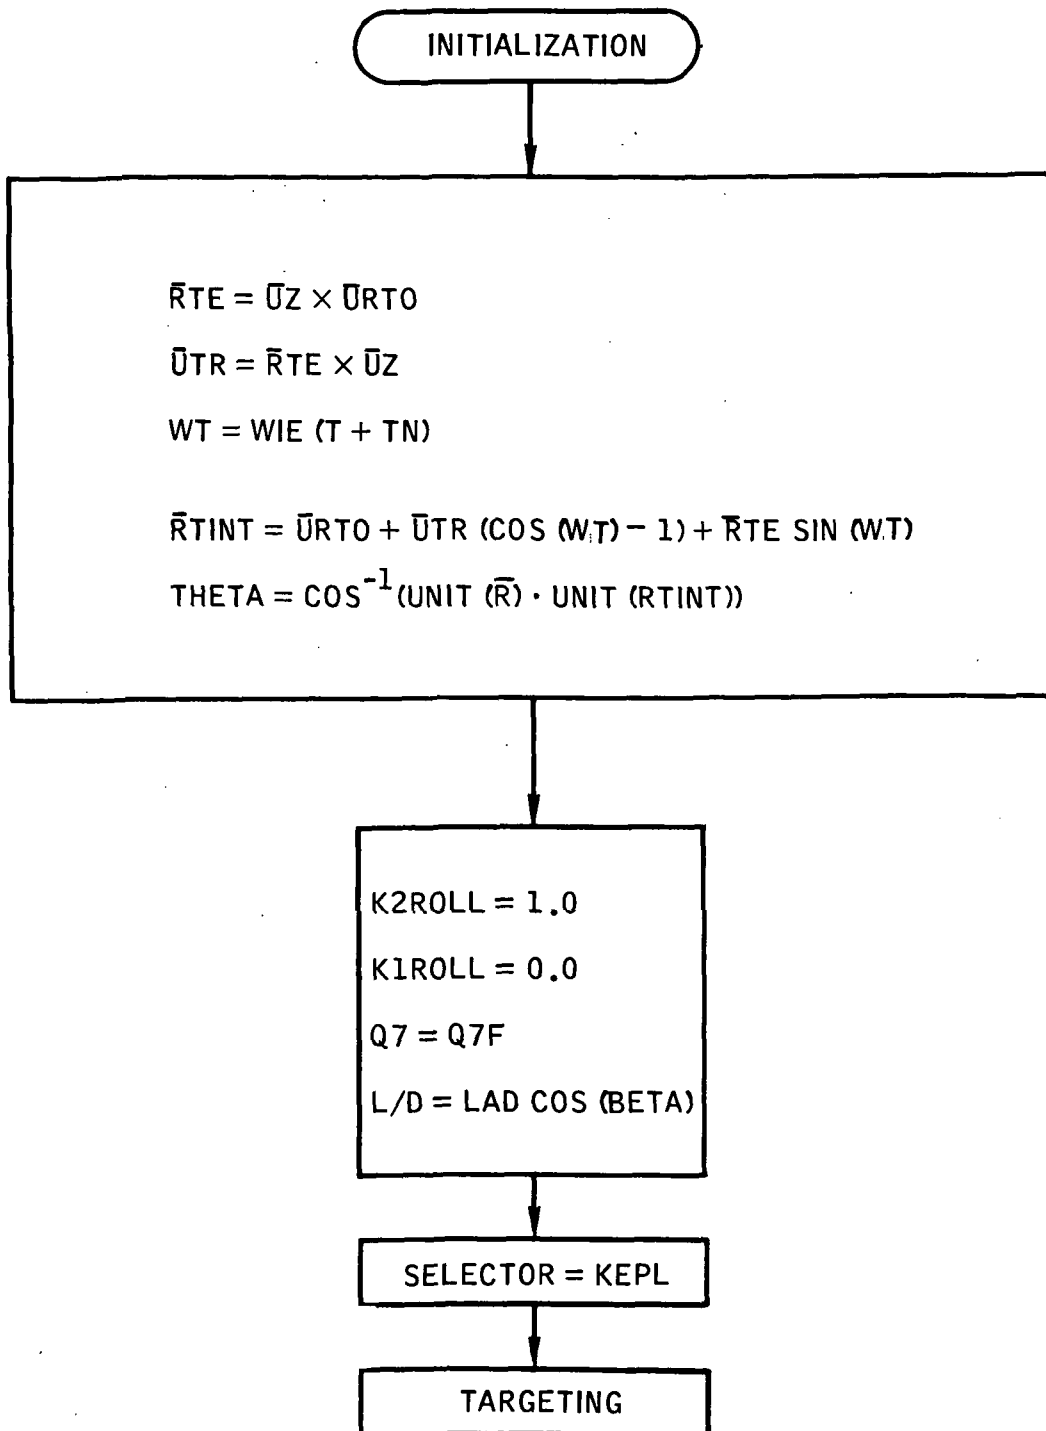 INITIALIZATION
R̄TE = ŪZ × ŪRTO
ŪTR = R̄TE × ŪZ
WT = WIE (T + TN)
R̄TINT = ŪRTO + ŪTR (COS (WT) − 1) + R̄TE SIN (WT)
THETA = COS⁻¹(UNIT (R̄) · UNIT (RTINT))
K2ROLL = 1.0
K1ROLL = 0.0
Q7 = Q7F
L/D = LAD COS (BETA)
SELECTOR = KEPL
TARGETING